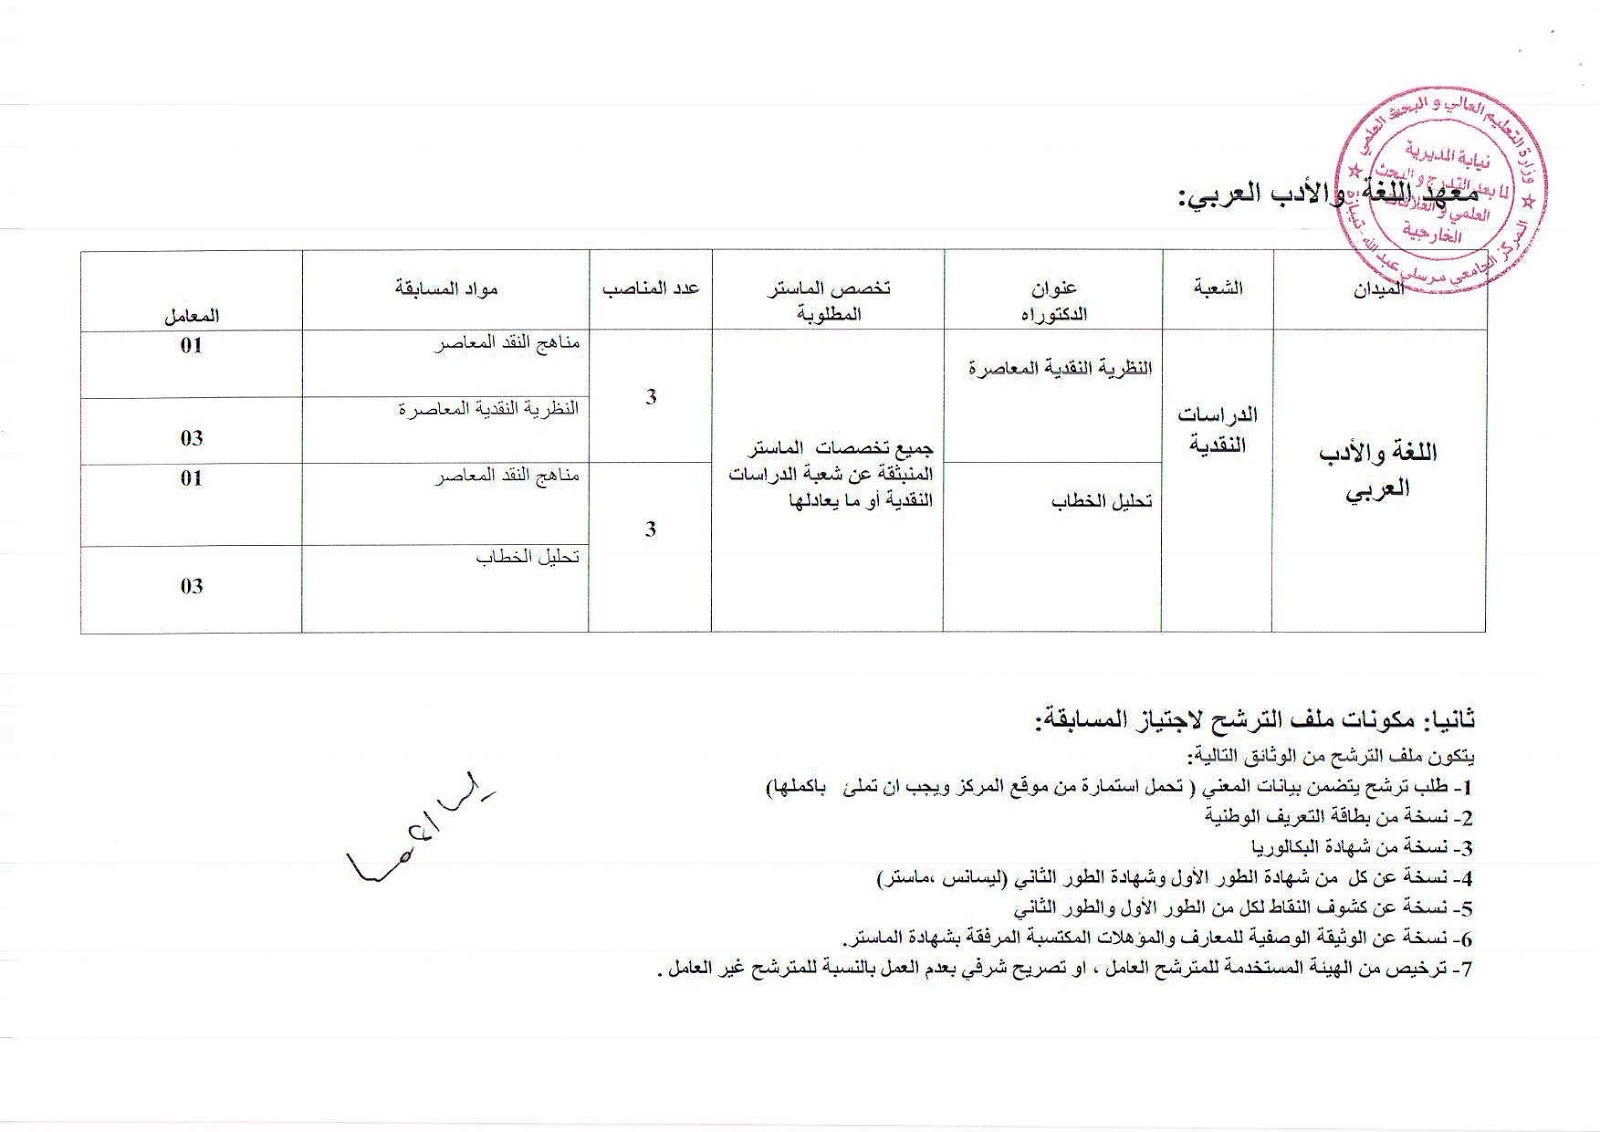 وزارة التعليم العالي و البحث العلمي
المركز الجامعي مرسلي عبد الله - تيبازة
نيابة المديرية
لما بعد التدرج و البحث
العلمي و العلاقات
الخارجية
معهد اللغة والأدب العربي:
الميدان الشعبة عنوان الدكتوراه تخصص الماستر المطلوبة عدد المناصب مواد المسابقة المعامل
اللغة والأدب العربي
الدراسات النقدية
النظرية النقدية المعاصرة
جميع تخصصات الماستر
المنبثقة عن شعبة الدراسات
النقدية أو ما يعادلها
3
مناهج النقد المعاصر 01
النظرية النقدية المعاصرة 03
تحليل الخطاب
3
مناهج النقد المعاصر 01
تحليل الخطاب 03
ثانيا: مكونات ملف الترشح لاجتياز المسابقة:
يتكون ملف الترشح من الوثائق التالية:
1- طلب ترشح يتضمن بيانات المعني ( تحمل استمارة من موقع المركز ويجب ان تملئ باكملها)
2- نسخة من بطاقة التعريف الوطنية
3- نسخة من شهادة البكالوريا
4- نسخة عن كل من شهادة الطور الأول وشهادة الطور الثاني (ليسانس ،ماستر)
5- نسخة عن كشوف النقاط لكل من الطور الأول والطور الثاني
6- نسخة عن الوثيقة الوصفية للمعارف والمؤهلات المكتسبة المرفقة بشهادة الماستر.
7- ترخيص من الهيئة المستخدمة للمترشح العامل ، او تصريح شرفي بعدم العمل بالنسبة للمترشح غير العامل .